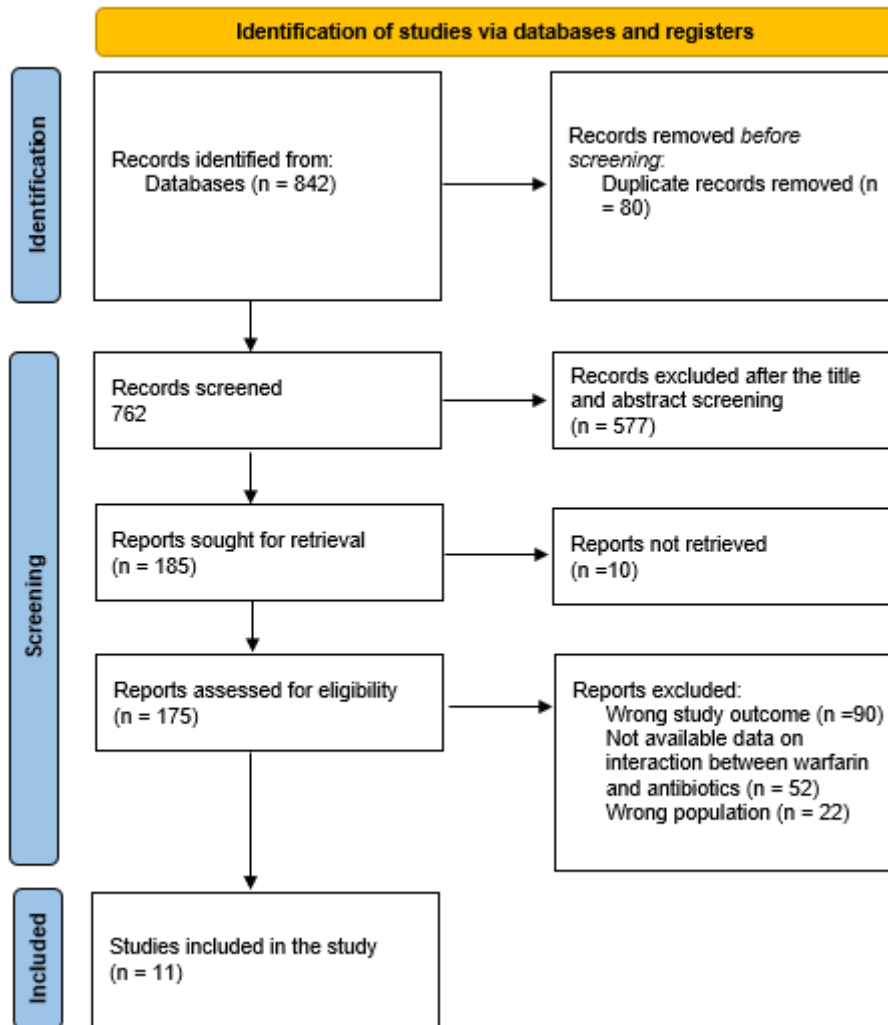 Identification of studies via databases and registers
Identification
Records identified from:
Databases (n = 842)
Records removed before
screening:
Duplicate records removed (n
= 80)
Screening
Records screened
762
Records excluded after the title
and abstract screening
(n = 577)
Reports sought for retrieval
(n = 185)
Reports not retrieved
(n =10)
Reports assessed for eligibility
(n = 175)
Reports excluded:
Wrong study outcome (n =90)
Not available data on
interaction between warfarin
and antibiotics (n = 52)
Wrong population (n = 22)
Included
Studies included in the study
(n = 11)